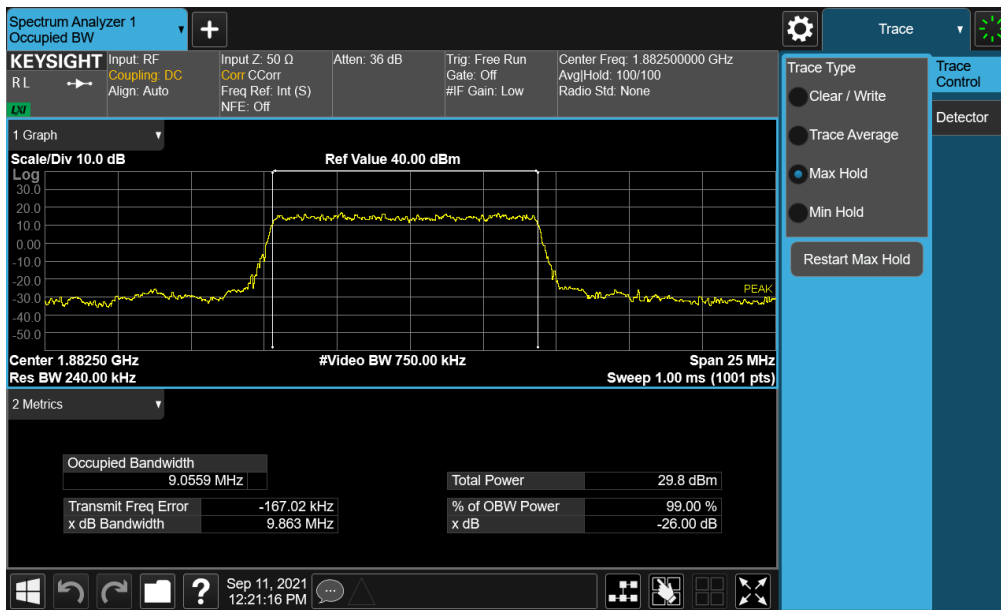 Spectrum Analyzer 1
Occupied BW
+
Trace
KEYSIGHT
R L
LXI
Input: RF
Coupling: DC
Align: Auto
Input Z: 50 Ω
Corr CCorr
Freq Ref: Int (S)
NFE: Off
Atten: 36 dB
Trig: Free Run
Gate: Off
#IF Gain: Low
Center Freq: 1.882500000 GHz
Avg|Hold: 100/100
Radio Std: None
1 Graph
Scale/Div 10.0 dB
Ref Value 40.00 dBm
Log
30.0
20.0
10.0
0.00
-10.0
-20.0
-30.0
-40.0
-50.0
PEAK
Center 1.88250 GHz
#Video BW 750.00 kHz
Span 25 MHz
Res BW 240.00 kHz
Sweep 1.00 ms (1001 pts)
2 Metrics
Occupied Bandwidth
9.0559 MHz
Total Power 29.8 dBm
Transmit Freq Error -167.02 kHz
% of OBW Power 99.00 %
x dB Bandwidth 9.863 MHz
x dB -26.00 dB
Trace Type
Clear / Write
Trace Average
Max Hold
Min Hold
Restart Max Hold
Trace
Control
Detector
?
Sep 11, 2021
12:21:16 PM